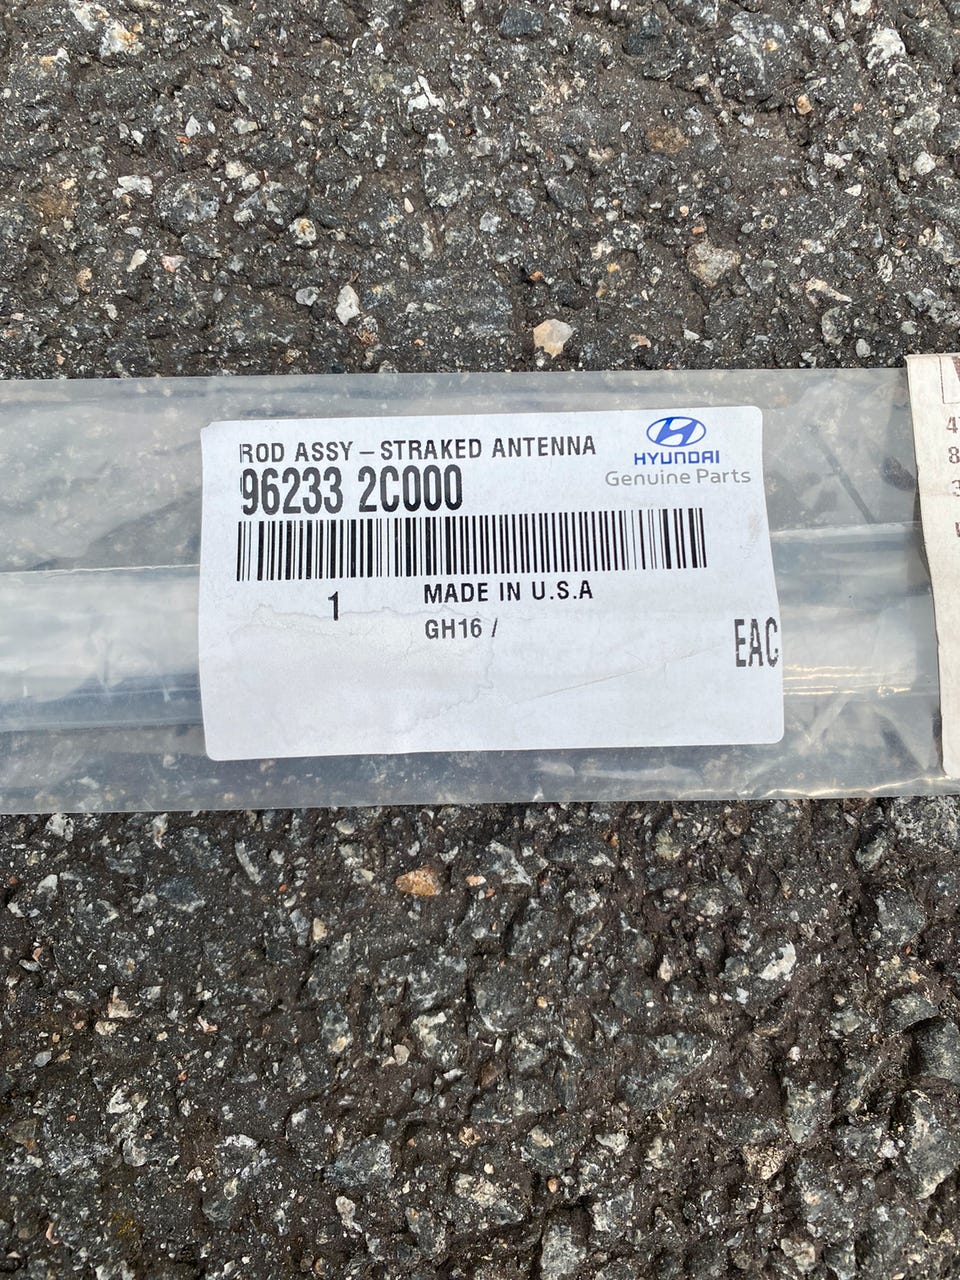 ROD ASSY - STRAKED ANTENNA
96233 2C000
HYUNDAI
Genuine Parts
1
MADE IN U.S.A
GH16 /
EAC